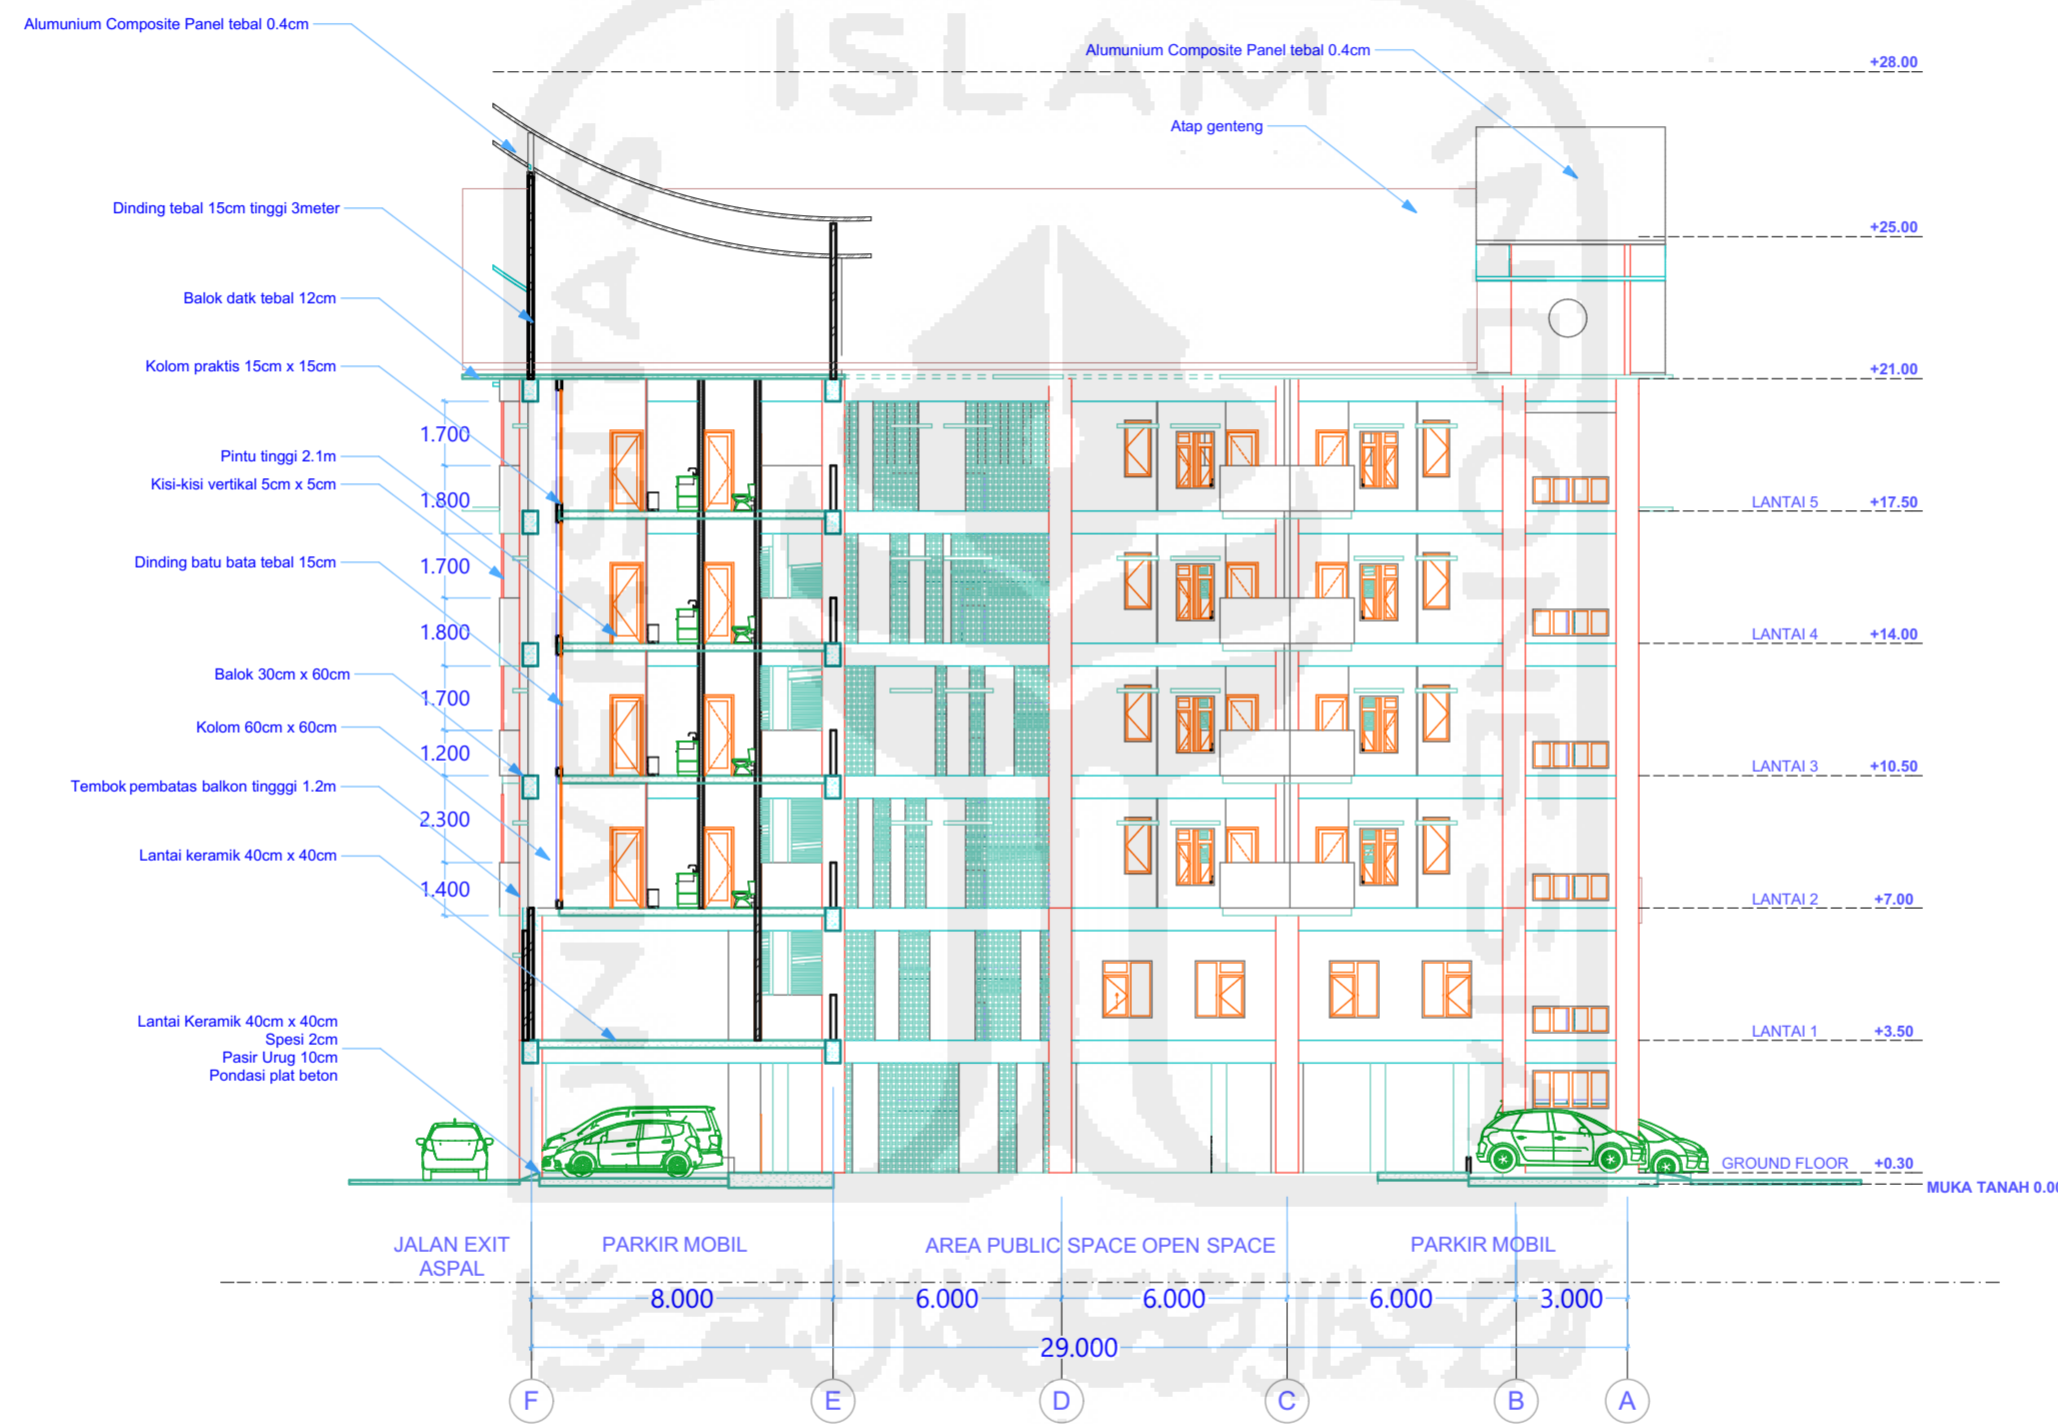 Alumunium Composite Panel tebal 0.4cm
Alumunium Composite Panel tebal 0.4cm
+28.00
Atap genteng
Dinding tebal 15cm tinggi 3meter
+25.00
Balok datk tebal 12cm
Kolom praktis 15cm x 15cm
+21.00
1.700
Pintu tinggi 2.1m
Kisi-kisi vertikal 5cm x 5cm
1.800
LANTAI 5 +17.50
Dinding batu bata tebal 15cm
1.700
1.800
LANTAI 4 +14.00
Balok 30cm x 60cm
1.700
Kolom 60cm x 60cm
1.200
LANTAI 3 +10.50
Tembok pembatas balkon tingggi 1.2m
2.300
Lantai keramik 40cm x 40cm
1.400
LANTAI 2 +7.00
Lantai Keramik 40cm x 40cm
Spesi 2cm
Pasir Urug 10cm
Pondasi plat beton
LANTAI 1 +3.50
GROUND FLOOR +0.30
MUKA TANAH 0.00
JALAN EXIT
ASPAL
PARKIR MOBIL
AREA PUBLIC SPACE OPEN SPACE
PARKIR MOBIL
8.000 6.000 6.000 6.000 3.000
29.000
F E D C B A
ISLAM
UNIVERSITAS
INDONESIA